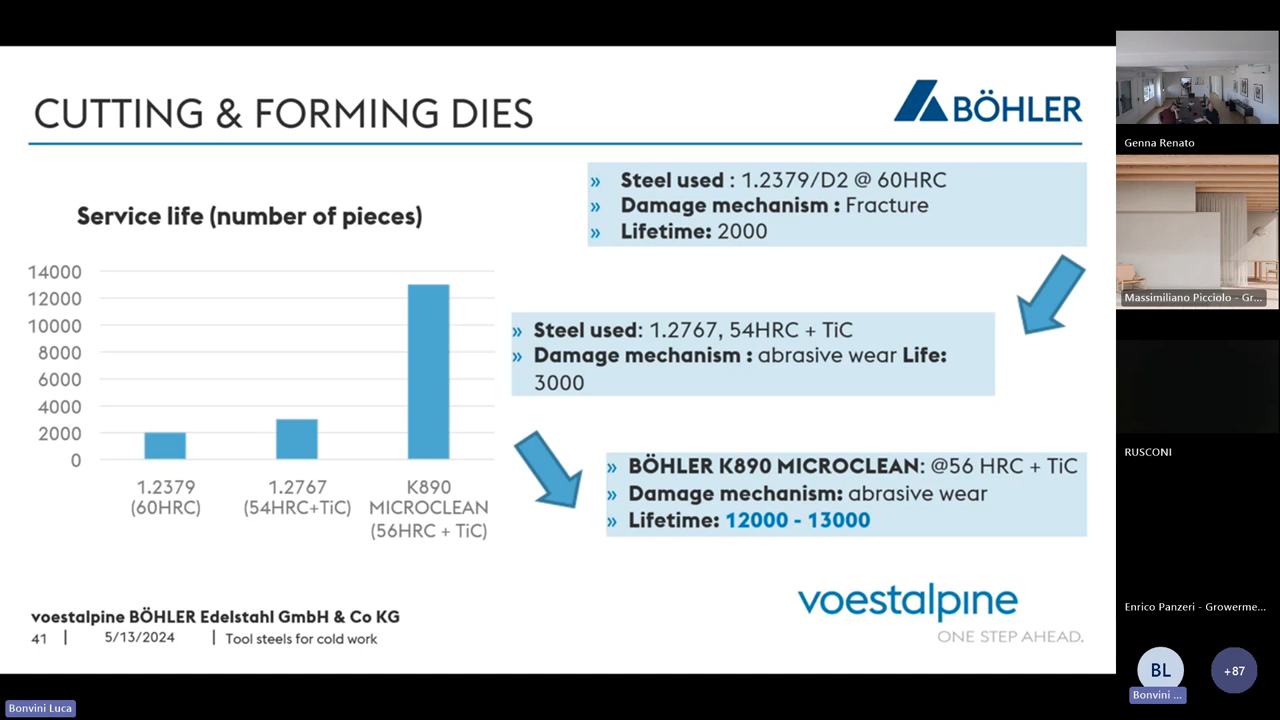 CUTTING & FORMING DIES
BÖHLER
Service life (number of pieces)
14000
12000
10000
8000
6000
4000
2000
0
1.2379
(60HRC)
1.2767
(54HRC+TiC)
K890
MICROCLEAN
(56HRC + TiC)
» Steel used : 1.2379/D2 @ 60HRC
» Damage mechanism : Fracture
» Lifetime: 2000
» Steel used: 1.2767, 54HRC + TiC
» Damage mechanism : abrasive wear Life:
3000
» BÖHLER K890 MICROCLEAN: @56 HRC + TiC
» Damage mechanism: abrasive wear
» Lifetime: 12000 - 13000
voestalpine BÖHLER Edelstahl GmbH & Co KG
41 | 5/13/2024 | Tool steels for cold work
voestalpine
ONE STEP AHEAD.
Genna Renato
Massimiliano Picciolo - Gr...
RUSCONI
Enrico Panzeri - Growerme...
BL
+87
Bonvini ...
Bonvini Luca